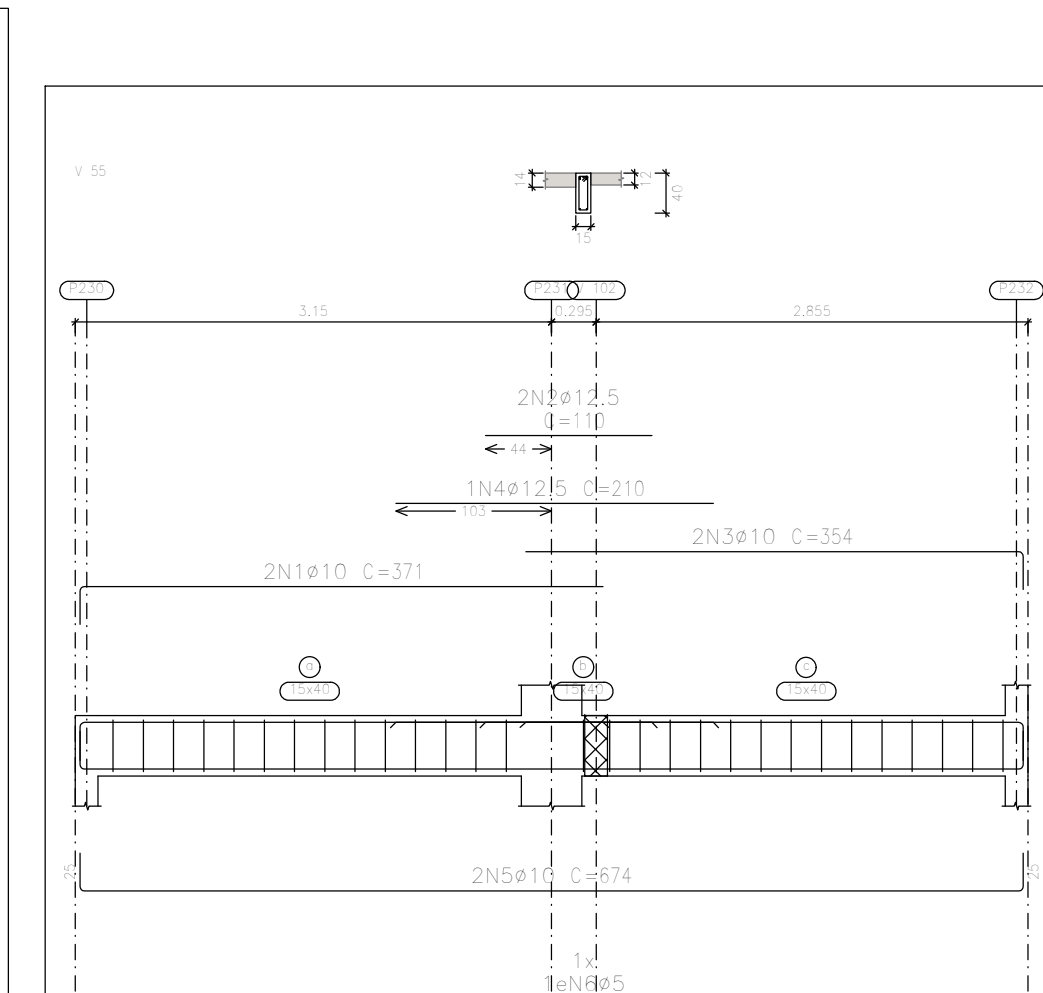 V 55
14
12
40
15
P230
P231
V 102
P232
3.15
0.295
2.855
2N2ø12.5
C=110
44
1N4ø12.5 C=210
103
2N3ø10 C=354
2N1ø10 C=371
a
b
c
15x40
15x40
15x40
25
2N5ø10 C=674
25
1x
1eN6ø5